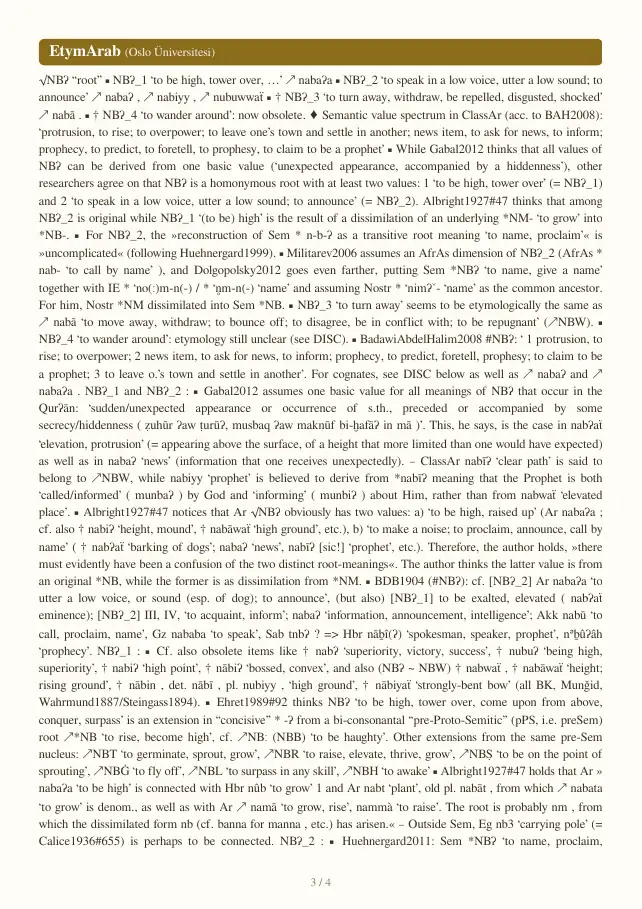 EtymArab (Oslo Üniversitesi)
√NBʔ “root” ▪ NBʔ_1 ‘to be high, tower over, …’ ↗ nabaʔa ▪ NBʔ_2 ‘to speak in a low voice, utter a low sound; to
announce’ ↗ nabaʔ , ↗ nabiyy , ↗ nubuwwaẗ ▪ † NBʔ_3 ‘to turn away, withdraw, be repelled, disgusted, shocked’
↗ nabā . ▪ † NBʔ_4 ‘to wander around’: now obsolete. ♦ Semantic value spectrum in ClassAr (acc. to BAH2008):
‘protrusion, to rise; to overpower; to leave one’s town and settle in another; news item, to ask for news, to inform;
prophecy, to predict, to foretell, to prophesy, to claim to be a prophet’ ▪ While Gabal2012 thinks that all values of
NBʔ can be derived from one basic value (‘unexpected appearance, accompanied by a hiddenness’), other
researchers agree on that NBʔ is a homonymous root with at least two values: 1 ‘to be high, tower over’ (= NBʔ_1)
and 2 ‘to speak in a low voice, utter a low sound; to announce’ (= NBʔ_2). Albright1927#47 thinks that among
NBʔ_2 is original while NBʔ_1 ‘(to be) high’ is the result of a dissimilation of an underlying *NM- ‘to grow’ into
*NB-. ▪ For NBʔ_2, the »reconstruction of Sem * n-b-ʔ as a transitive root meaning ‘to name, proclaim’« is
»uncomplicated« (following Huehnergard1999). ▪ Militarev2006 assumes an AfrAs dimension of NBʔ_2 (AfrAs *
nab- ‘to call by name’ ), and Dolgopolsky2012 goes even farther, putting Sem *NBʔ ‘to name, give a name’
together with IE * ‘no(:)m-n(-) / * ‘n̥m-n(-) ‘name’ and assuming Nostr * ‘nimʔ˹- ‘name’ as the common ancestor.
For him, Nostr *NM dissimilated into Sem *NB. ▪ NBʔ_3 ‘to turn away’ seems to be etymologically the same as
↗ nabā ‘to move away, withdraw; to bounce off; to disagree, be in conflict with; to be repugnant’ (↗NBW). ▪
NBʔ_4 ‘to wander around’: etymology still unclear (see DISC). ▪ BadawiAbdelHalim2008 #NBʔ: ‘ 1 protrusion, to
rise; to overpower; 2 news item, to ask for news, to inform; prophecy, to predict, foretell, prophesy; to claim to be
a prophet; 3 to leave o.’s town and settle in another’. For cognates, see DISC below as well as ↗ nabaʔ and ↗
nabaʔa . NBʔ_1 and NBʔ_2 : ▪ Gabal2012 assumes one basic value for all meanings of NBʔ that occur in the
Qurʔān: ‘sudden/unexpected appearance or occurrence of s.th., preceded or accompanied by some
secrecy/hiddenness ( ẓuhūr ʔaw ṭurūʔ, musbaq ʔaw maknūf bi-ḫafāʔ in mā )’. This, he says, is the case in nabʔaẗ
‘elevation, protrusion’ (= appearing above the surface, of a height that more limited than one would have expected)
as well as in nabaʔ ‘news’ (information that one receives unexpectedly). – ClassAr nabīʔ ‘clear path’ is said to
belong to ↗NBW, while nabiyy ‘prophet’ is believed to derive from *nabīʔ meaning that the Prophet is both
‘called/informed’ ( munbaʔ ) by God and ‘informing’ ( munbiʔ ) about Him, rather than from nabwaẗ ‘elevated
place’. ▪ Albright1927#47 notices that Ar √NBʔ obviously has two values: a) ‘to be high, raised up’ (Ar nabaʔa ;
cf. also † nabiʔ ‘height, mound’, † nabāwaẗ ‘high ground’, etc.), b) ‘to make a noise; to proclaim, announce, call by
name’ ( † nabʔaẗ ‘barking of dogs’; nabaʔ ‘news’, nabīʔ [sic!] ‘prophet’, etc.). Therefore, the author holds, »there
must evidently have been a confusion of the two distinct root-meanings«. The author thinks the latter value is from
an original *NB, while the former is as dissimilation from *NM. ▪ BDB1904 (#NBʔ): cf. [NBʔ_2] Ar nabaʔa ‘to
utter a low voice, or sound (esp. of dog); to announce’, (but also) [NBʔ_1] to be exalted, elevated ( nabʔaẗ
eminence); [NBʔ_2] III, IV, ‘to acquaint, inform’; nabaʔ ‘information, announcement, intelligence’; Akk nabū ‘to
call, proclaim, name’, Gz nababa ‘to speak’, Sab tnbʔ ? => Hbr nāḇî(ʔ) ‘spokesman, speaker, prophet’, nᵊḇûʔâh
‘prophecy’. NBʔ_1 : ▪ Cf. also obsolete items like † nabʔ ‘superiority, victory, success’, † nubuʔ ‘being high,
superiority’, † nabiʔ ‘high point’, † nābiʔ ‘bossed, convex’, and also (NBʔ ~ NBW) † nabwaẗ , † nabāwaẗ ‘height;
rising ground’, † nābin , det. nābī , pl. nubiyy , ‘high ground’, † nābiyaẗ ‘strongly-bent bow’ (all BK, Munǧid,
Wahrmund1887/Steingass1894). ▪ Ehret1989#92 thinks NBʔ ‘to be high, tower over, come upon from above,
conquer, surpass’ is an extension in “concisive” * -ʔ from a bi-consonantal “pre-Proto-Semitic” (pPS, i.e. preSem)
root ↗*NB ‘to rise, become high’, cf. ↗NB: (NBB) ‘to be haughty’. Other extensions from the same pre-Sem
nucleus: ↗NBT ‘to germinate, sprout, grow’, ↗NBR ‘to raise, elevate, thrive, grow’, ↗NBṢ ‘to be on the point of
sprouting’, ↗NBĠ ‘to fly off’, ↗NBL ‘to surpass in any skill’, ↗NBH ‘to awake’ ▪ Albright1927#47 holds that Ar »
nabaʔa ‘to be high’ is connected with Hbr nûb ‘to grow’ 1 and Ar nabt ‘plant’, old pl. nabāt , from which ↗ nabata
‘to grow’ is denom., as well as with Ar ↗ namā ‘to grow, rise’, nammà ‘to raise’. The root is probably nm , from
which the dissimilated form nb (cf. banna for manna , etc.) has arisen.« – Outside Sem, Eg nb3 ‘carrying pole’ (=
Calice1936#655) is perhaps to be connected. NBʔ_2 : ▪ Huehnergard2011: Sem *NBʔ ‘to name, proclaim,
3 / 4